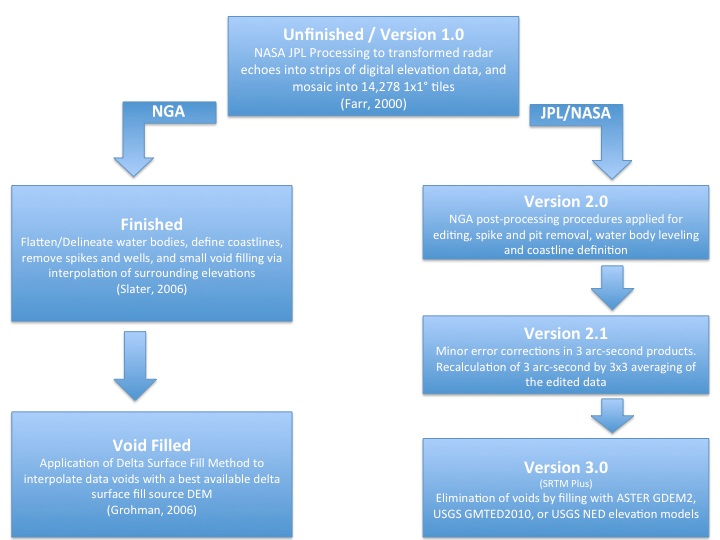 Unfinished / Version 1.0
NASA JPL Processing to transformed radar
echoes into strips of digital elevation data, and
mosaic into 14,278 1x1° tiles
(Farr, 2000)
NGA
JPL/NASA
Finished
Flatten/Delineate water bodies, define coastlines,
remove spikes and wells, and small void filling via
interpolation of surrounding elevations
(Slater, 2006)
Void Filled
Application of Delta Surface Fill Method to
interpolate data voids with a best available delta
surface fill source DEM
(Grohman, 2006)
Version 2.0
NGA post-processing procedures applied for
editing, spike and pit removal, water body leveling
and coastline definition
Version 2.1
Minor error corrections in 3 arc-second products.
Recalculation of 3 arc-second by 3x3 averaging of
the edited data
Version 3.0
(SRTM Plus)
Elimination of voids by filling with ASTER GDEM2,
USGS GMTED2010, or USGS NED elevation models